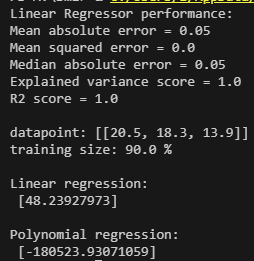 Linear Regressor performance:
Mean absolute error = 0.05
Mean squared error = 0.0
Median absolute error = 0.05
Explained variance score = 1.0
R2 score = 1.0
datapoint: [[20.5, 18.3, 13.9]]
training size: 90.0 %
Linear regression:
[48.23927973]
Polynomial regression:
[-180523.93071059]